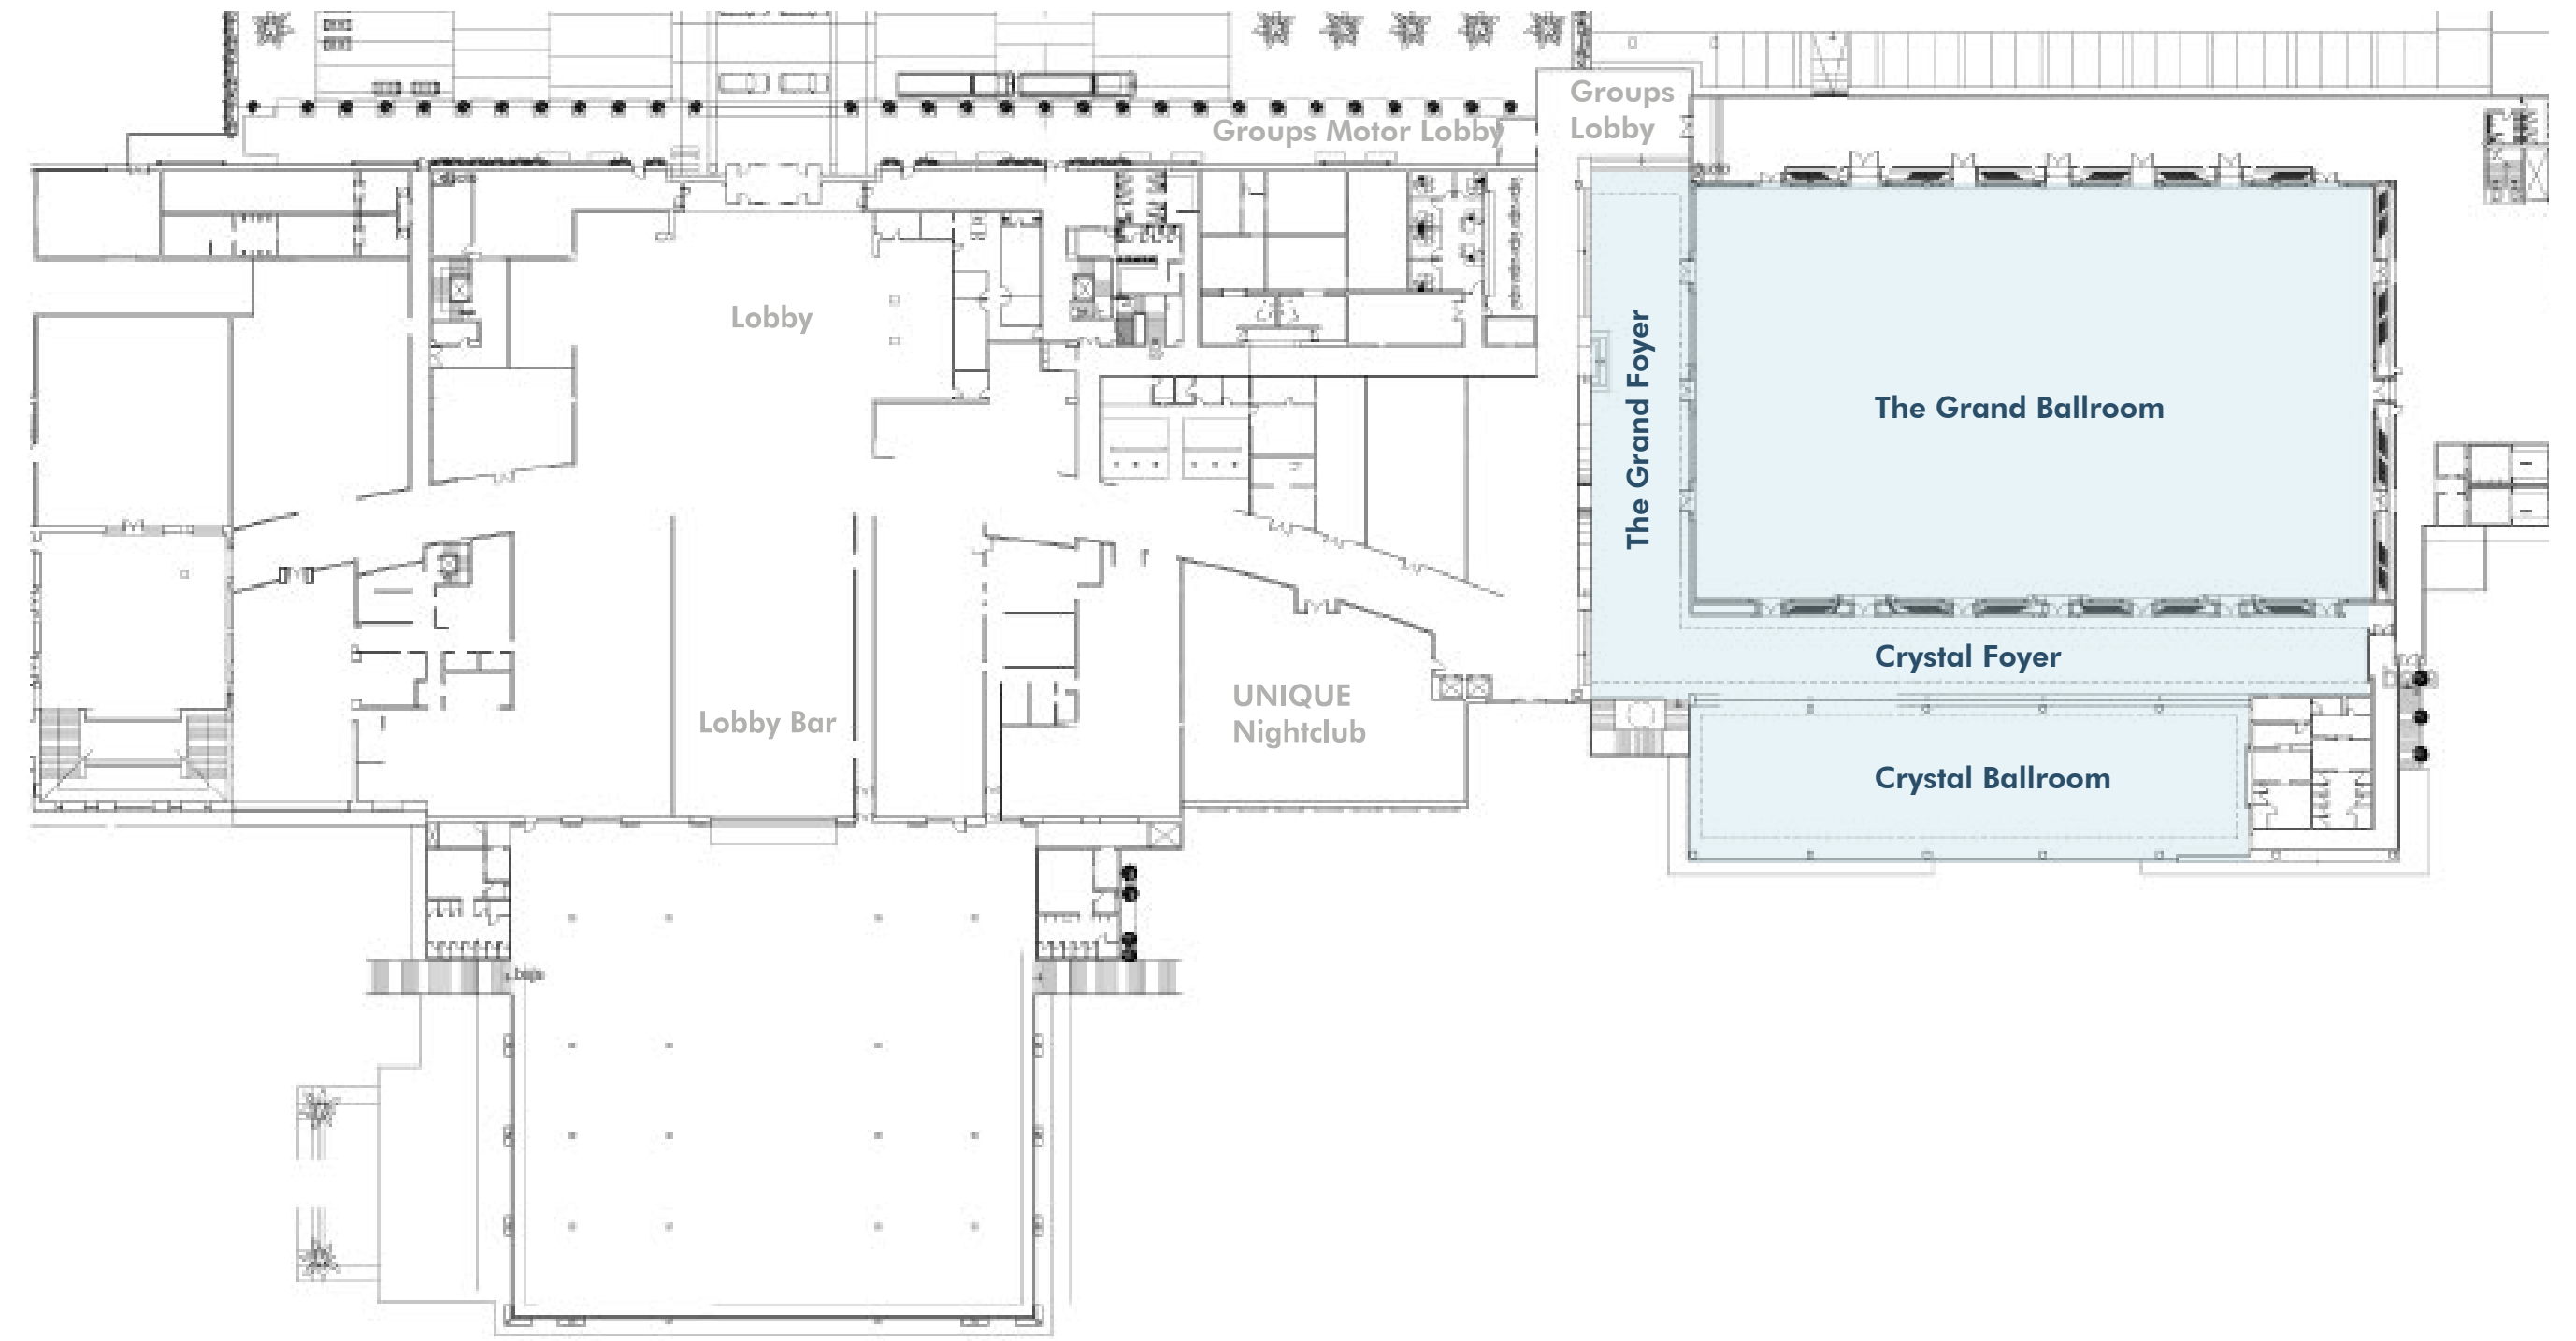 Groups
Lobby
Groups Motor Lobby
Lobby
The Grand Foyer
The Grand Ballroom
Crystal Foyer
UNIQUE
Nightclub
Lobby Bar
Crystal Ballroom